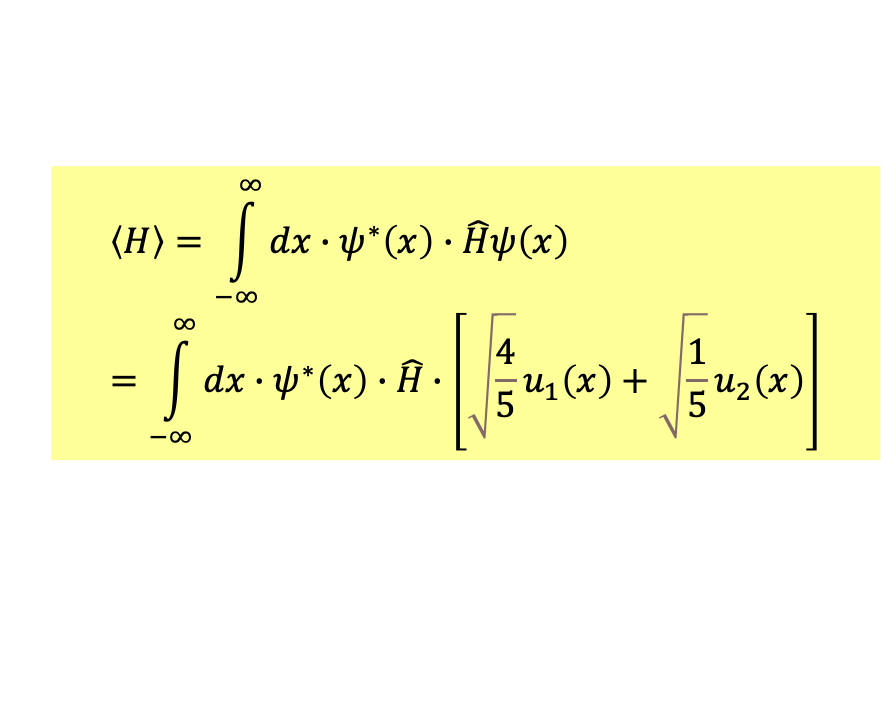 ⟨H⟩ = ∫_{−∞}^{∞} dx · ψ*(x) · Ĥψ(x)
= ∫_{−∞}^{∞} dx · ψ*(x) · Ĥ · [√(4/5) u₁(x) + √(1/5) u₂(x)]